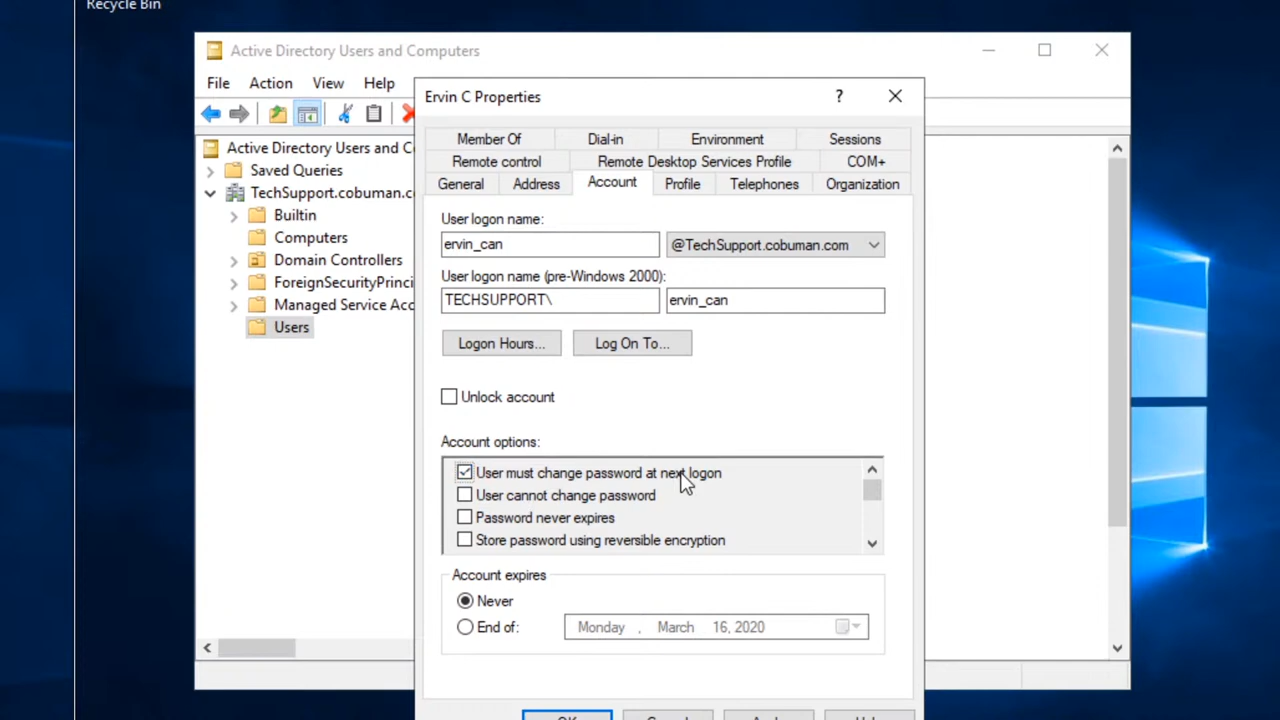 Recycle Bin
Active Directory Users and Computers
File Action View Help
Ervin C Properties
?
Active Directory Users and Co
Saved Queries
TechSupport.cobuman.c
Builtin
Computers
Domain Controllers
ForeignSecurityPrinci
Managed Service Acc
Users
Member Of Dial-in Environment Sessions
Remote control Remote Desktop Services Profile COM+
General Address Account Profile Telephones Organization
User logon name:
ervin_can @TechSupport.cobuman.com
User logon name (pre-Windows 2000):
TECHSUPPORT\ ervin_can
Logon Hours... Log On To...
Unlock account
Account options:
User must change password at next logon
User cannot change password
Password never expires
Store password using reversible encryption
Account expires
Never
End of: Monday , March 16, 2020